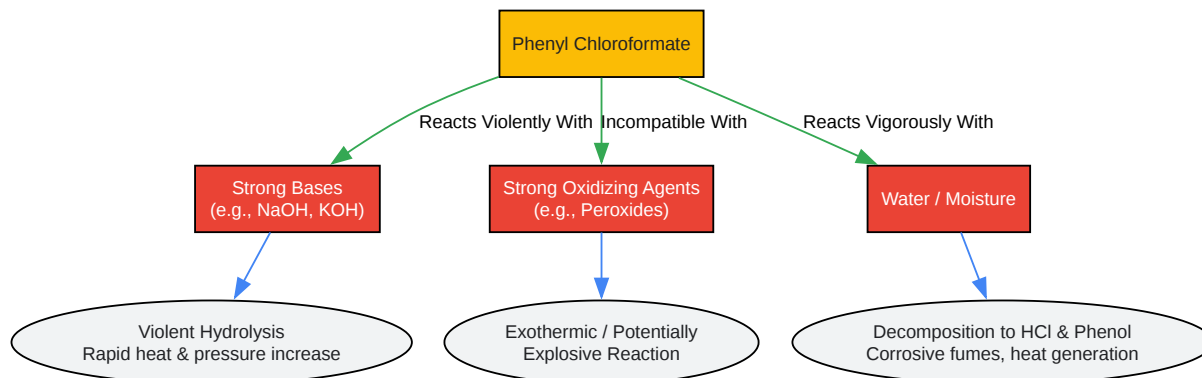 Phenyl Chloroformate
Reacts Violently With
Incompatible With
Reacts Vigorously With
Strong Bases
(e.g., NaOH, KOH)
Strong Oxidizing Agents
(e.g., Peroxides)
Water / Moisture
Violent Hydrolysis
Rapid heat & pressure increase
Exothermic / Potentially
Explosive Reaction
Decomposition to HCl & Phenol
Corrosive fumes, heat generation